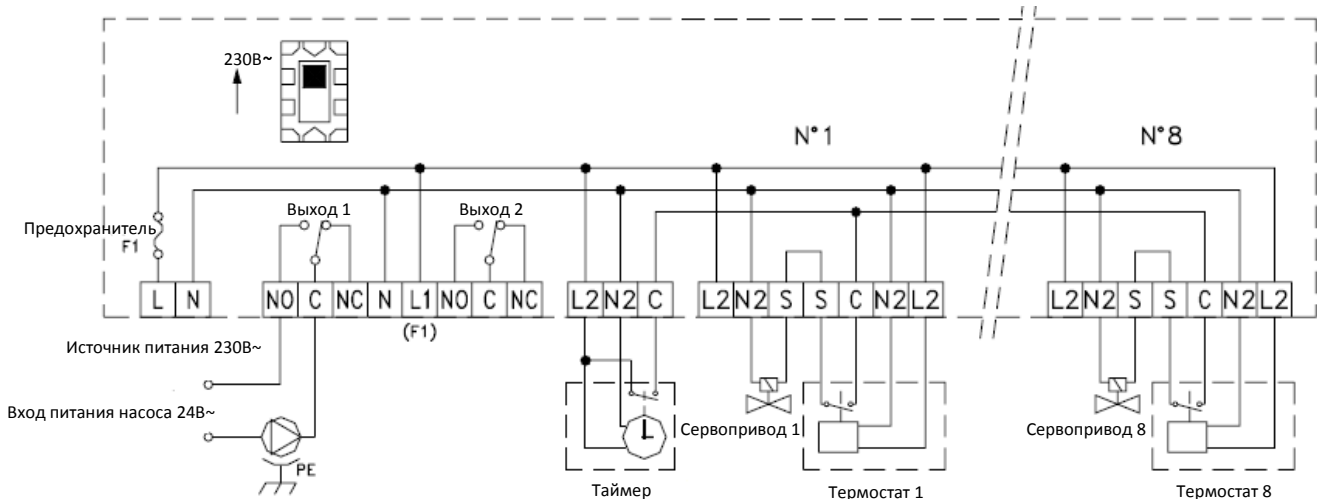 230В~
N°1
N°8
Предохранитель
F1
Выход 1
Выход 2
L N NO C NC N L1 NO C NC L2 N2 C L2 N2 S S C N2 L2 L2 N2 S S C N2 L2
(F1)
Источник питания 230В~
Вход питания насоса 24В~
PE
Таймер
Сервопривод 1
Термостат 1
Сервопривод 8
Термостат 8